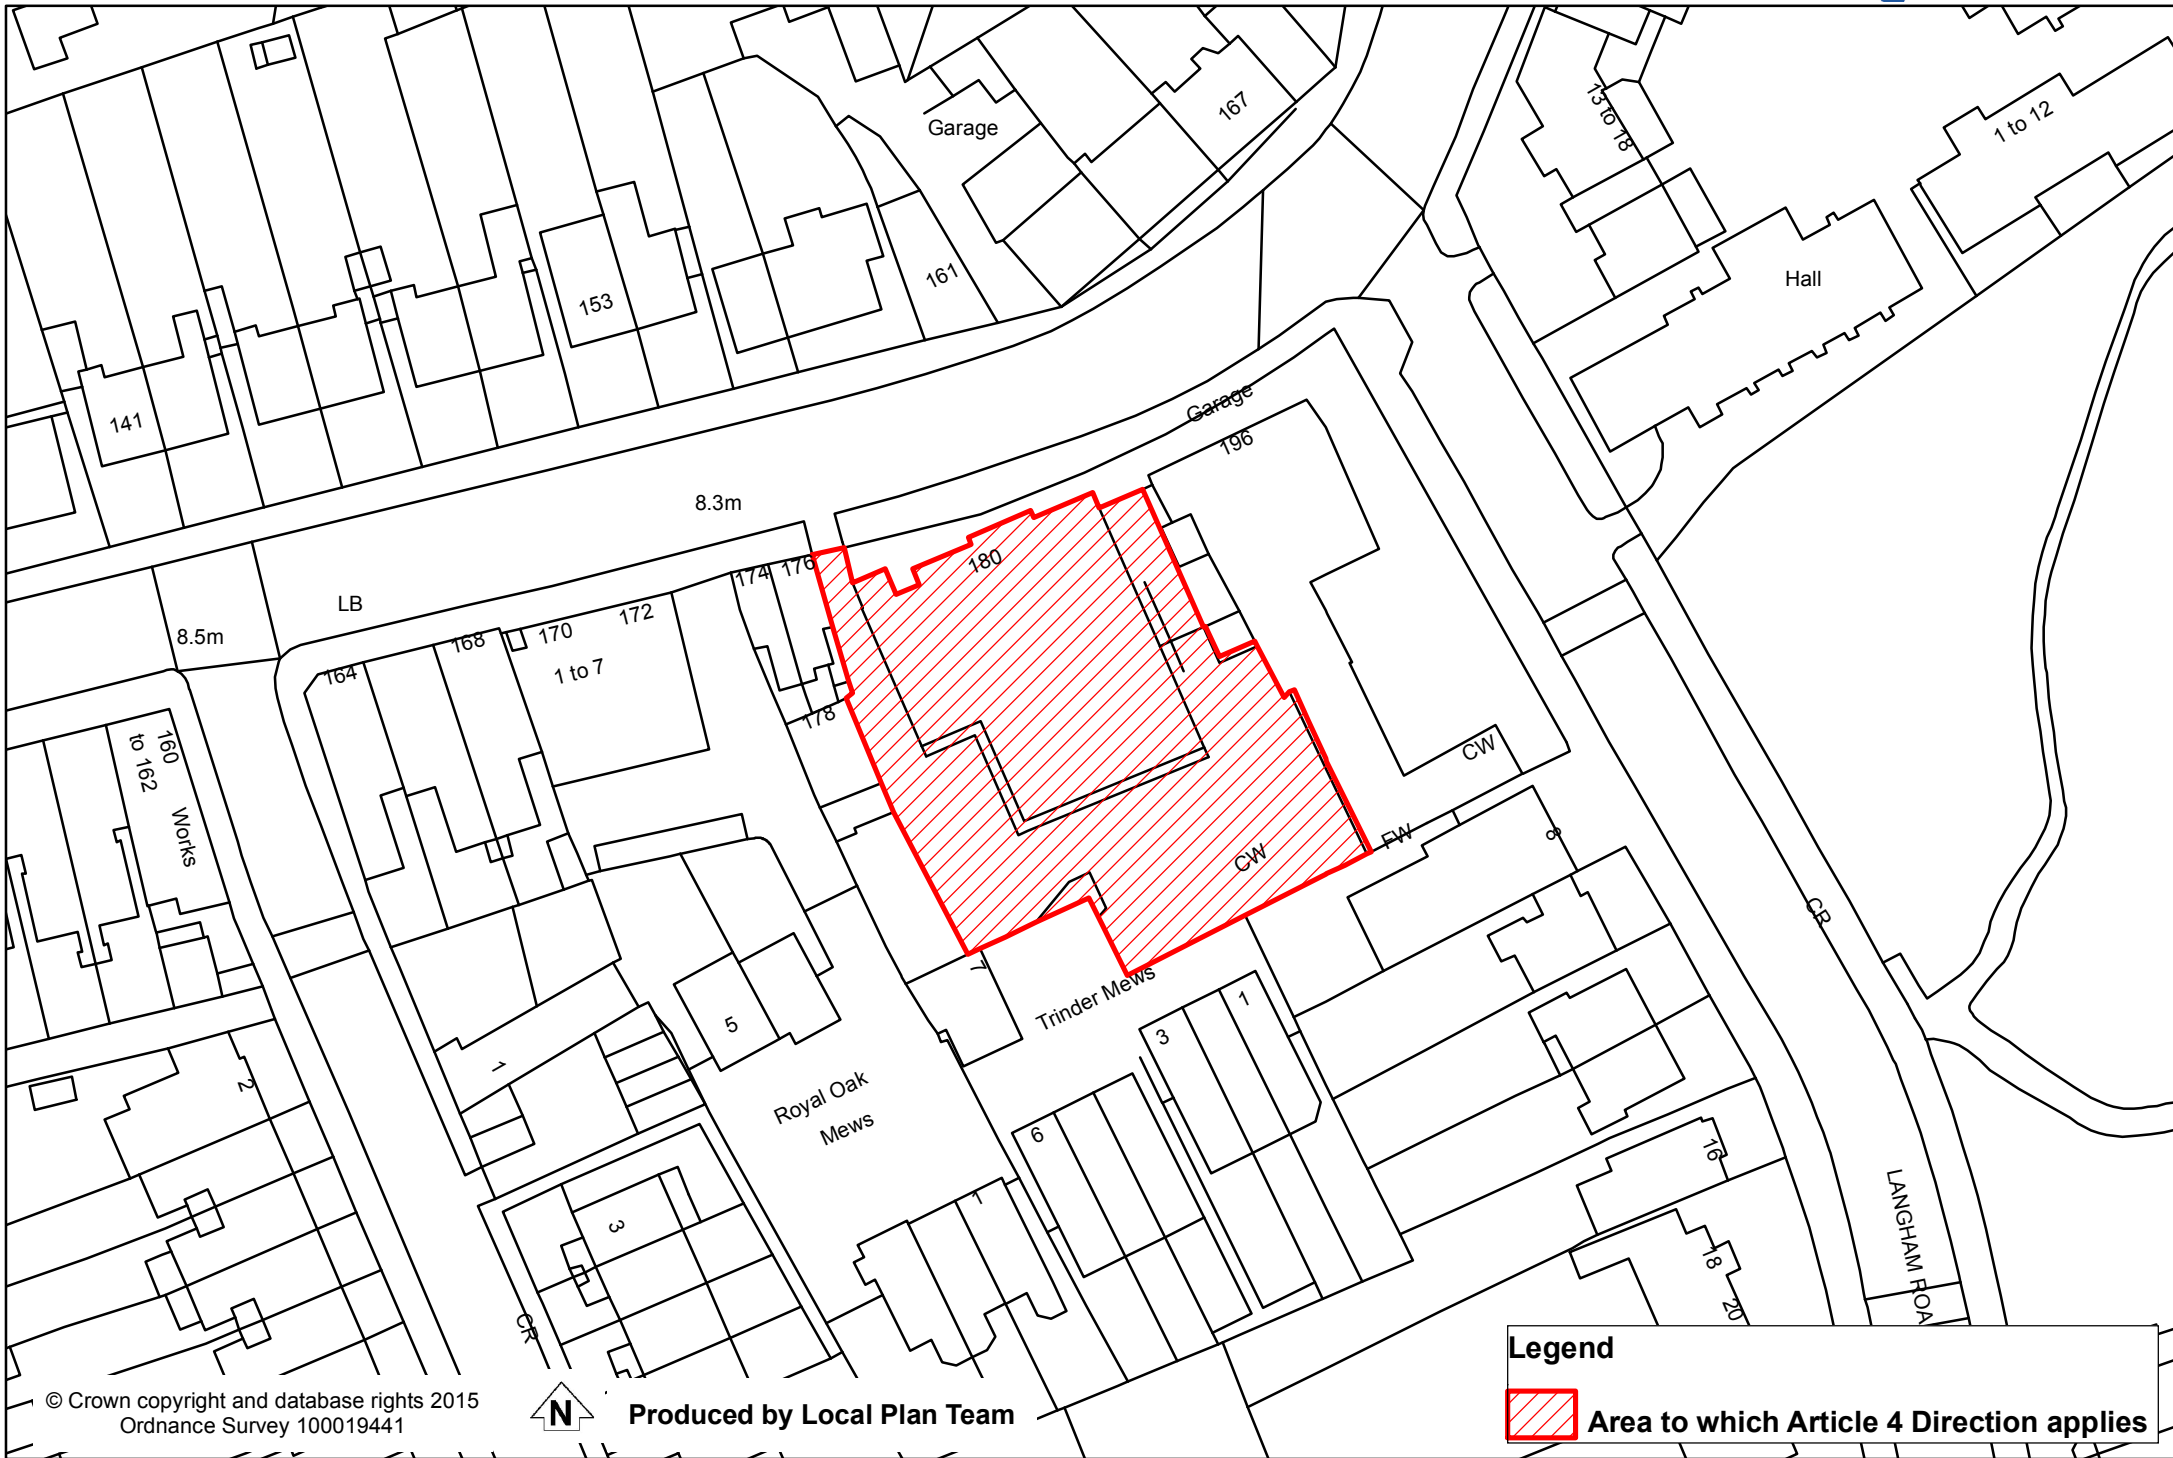 167
Garage
13 to 18
1 to 12
161
Hall
153
141
Garage
196
8.3m
180
174
176
LB
8.5m
172
170
168
1 to 7
164
178
160
to 162
Works
CW
FW
8
CW
CR
7
Trinder Mews
1
3
5
1
2
Royal Oak
Mews
6
16
1
3
LANGHAM ROA
18
20
CR
Legend
Area to which Article 4 Direction applies
© Crown copyright and database rights 2015
Ordnance Survey 100019441
N
Produced by Local Plan Team